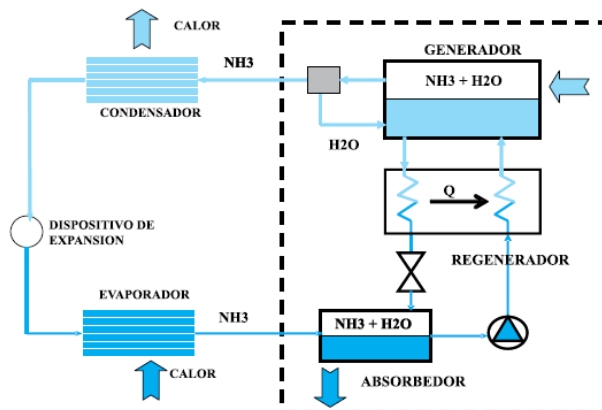 CALOR
GENERADOR
NH3
NH3 + H2O
CONDENSADOR
H2O
Q
DISPOSITIVO DE
EXPANSION
REGENERADOR
EVAPORADOR
NH3
NH3 + H2O
CALOR
ABSORBEDOR